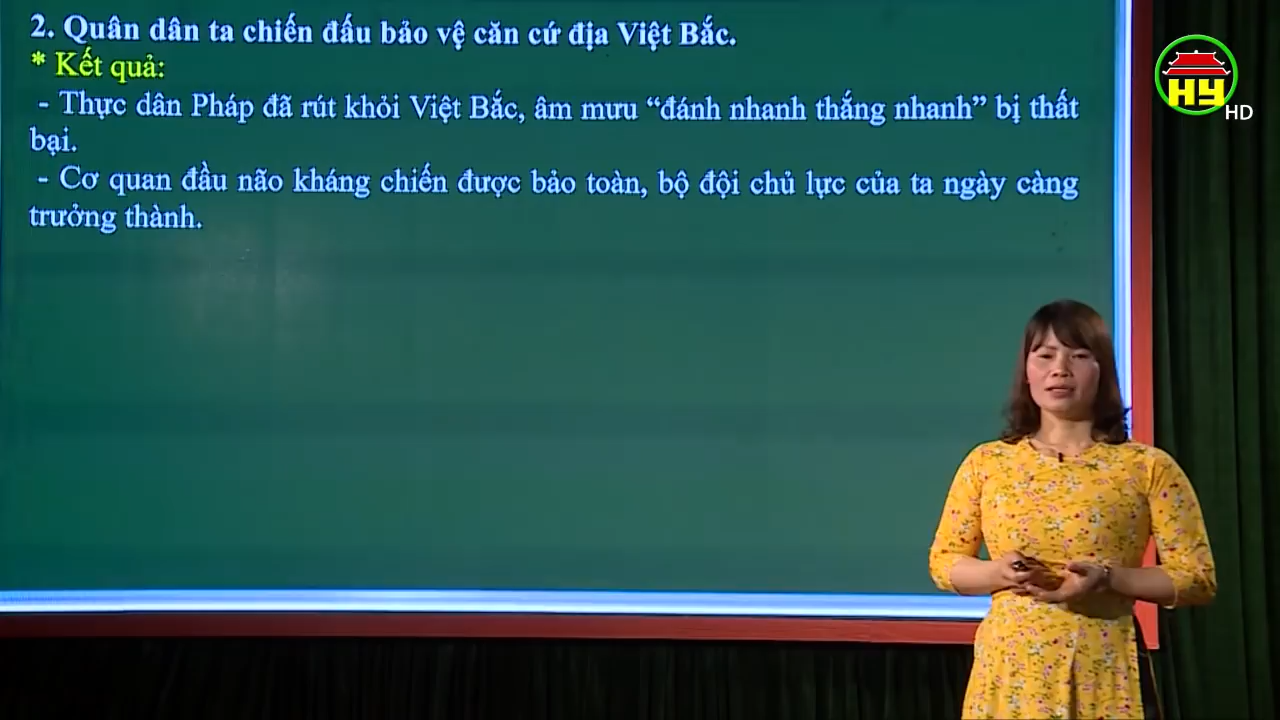 2. Quân dân ta chiến đấu bảo vệ căn cứ địa Việt Bắc.
* Kết quả:
- Thực dân Pháp đã rút khỏi Việt Bắc, âm mưu “đánh nhanh thắng nhanh” bị thất
bại.
- Cơ quan đầu não kháng chiến được bảo toàn, bộ đội chủ lực của ta ngày càng
trưởng thành.
HY
HD